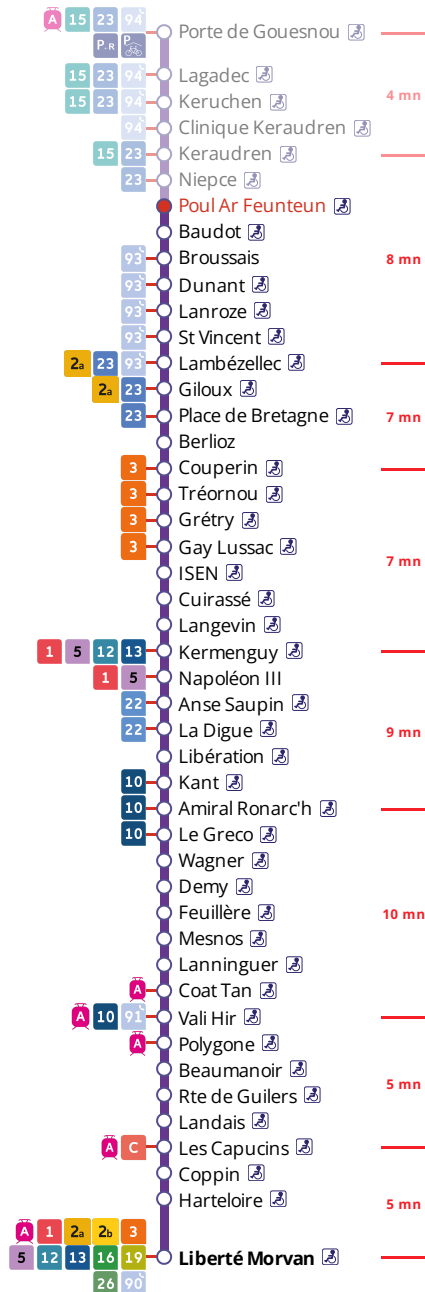 A 15 23 94 Porte de Gouesnou
P+R P
15 23 94 Lagadec
4 mn
15 23 94 Keruchen
94 Clinique Keraudren
15 23 Keraudren
23 Niepce
Poul Ar Feunteun
Baudot
93 Broussais 8 mn
93 Dunant
93 Lanroze
93 St Vincent
2a 23 93 Lambézellec
2a 23 Giloux
23 Place de Bretagne 7 mn
Berlioz
3 Couperin
3 Tréornou
3 Grétry
3 Gay Lussac
7 mn
ISEN
Cuirassé
Langevin
1 5 12 13 Kermenguy
1 5 Napoléon III
22 Anse Saupin
22 La Digue 9 mn
Libération
10 Kant
10 Amiral Ronarc'h
10 Le Greco
Wagner
Demy
Feuillère 10 mn
Mesnos
Lanninguer
A Coat Tan
A 10 91 Vali Hir
A Polygone
Beaumanoir
5 mn
Rte de Guilers
Landais
A C Les Capucins
Coppin
Harteloire 5 mn
A 1 2a 2b 3
5 12 13 16 19 Liberté Morvan
26 90